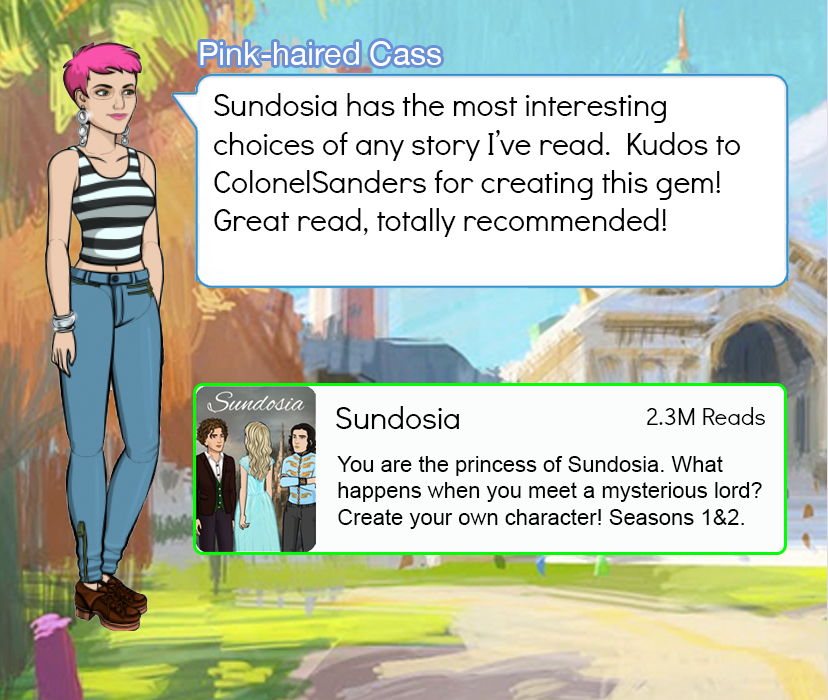 Pink-haired Cass
Sundosia has the most interesting
choices of any story I've read.  Kudos to
ColonelSanders for creating this gem!
Great read, totally recommended!
Sundosia
Sundosia
2.3M Reads
You are the princess of Sundosia. What
happens when you meet a mysterious lord?
Create your own character! Seasons 1&2.